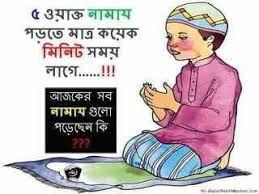 ৫ ওয়াক্ত নামায
পড়তে মাত্র কয়েক
মিনিট সময়
লাগে......!!!
আজকের সব
নামায গুলো
পড়েছেন কি
???